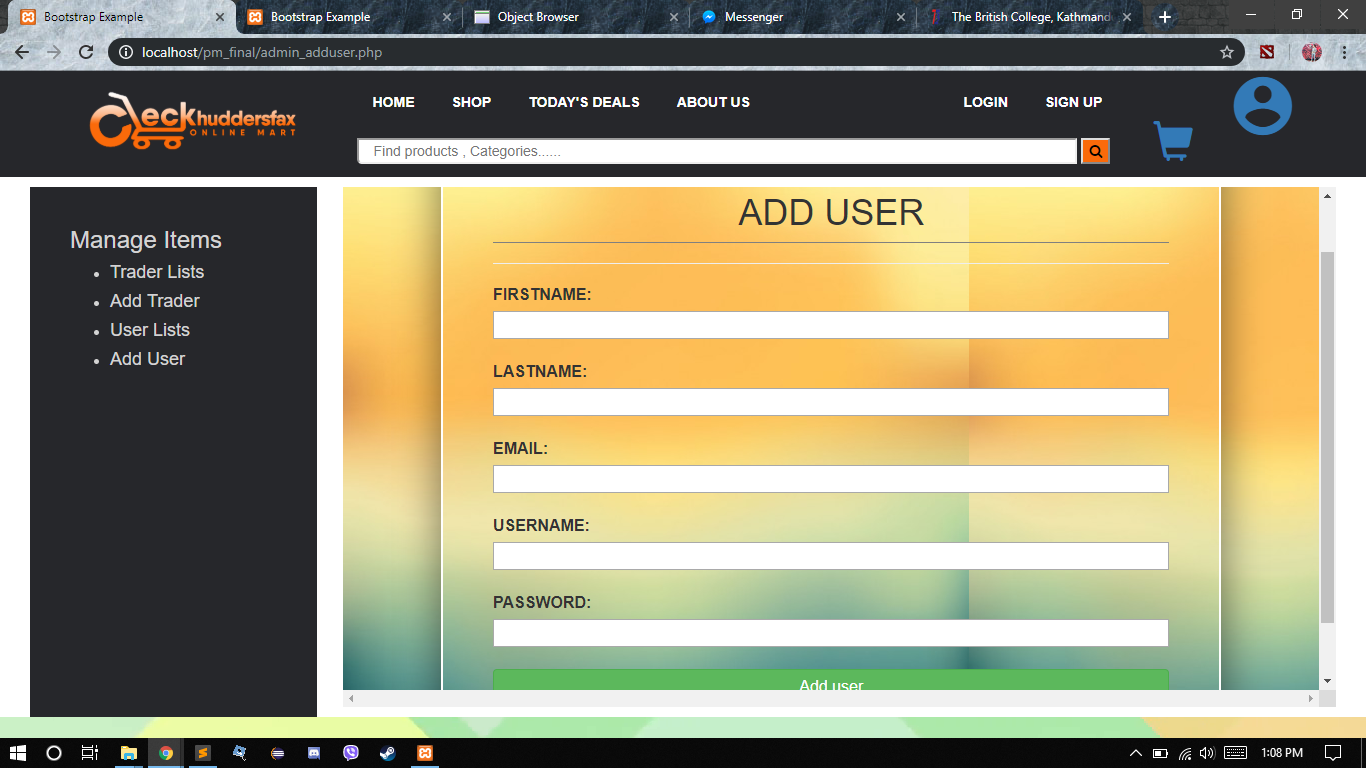 Bootstrap Example
Bootstrap Example
Object Browser
Messenger
The British College, Kathmand
localhost/pm_final/admin_adduser.php
eckhuddersfax
ONLINE MART
HOME SHOP TODAY'S DEALS ABOUT US LOGIN SIGN UP
Find products , Categories......
Manage Items
Trader Lists
Add Trader
User Lists
Add User
ADD USER
FIRSTNAME:
LASTNAME:
EMAIL:
USERNAME:
PASSWORD:
Add user
1:08 PM